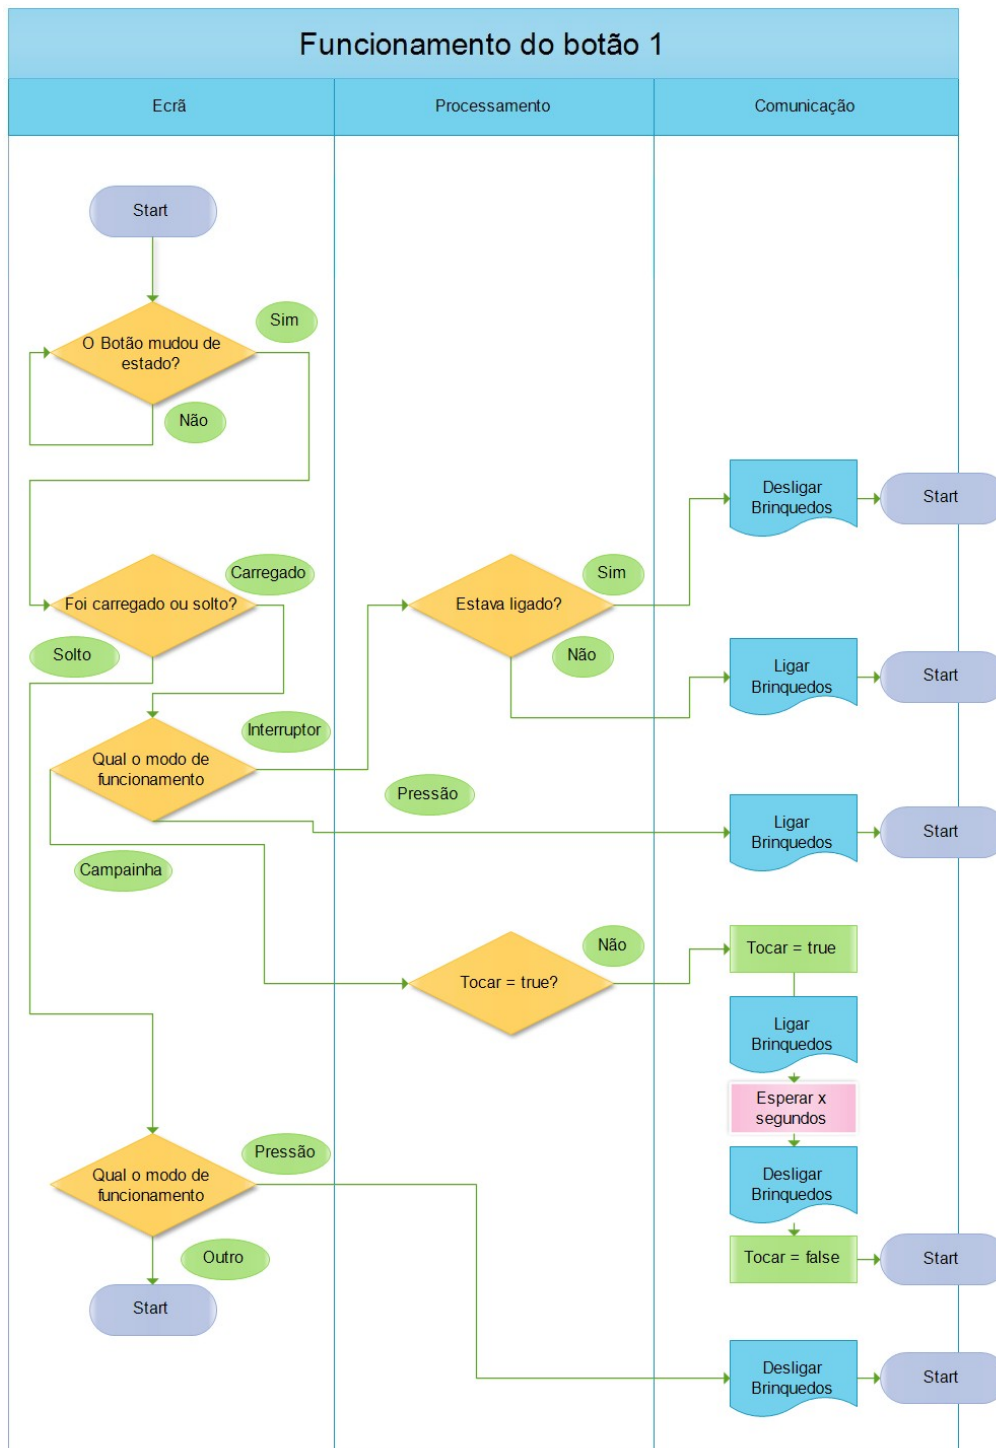 Funcionamento do botão 1
Ecrã
Processamento
Comunicação
Start
O Botão mudou de
estado?
Sim
Não
Desligar
Brinquedos
Start
Foi carregado ou solto?
Carregado
Solto
Estava ligado?
Sim
Não
Ligar
Brinquedos
Start
Qual o modo de
funcionamento
Interruptor
Pressão
Campainha
Ligar
Brinquedos
Start
Tocar = true?
Não
Tocar = true
Ligar
Brinquedos
Esperar x
segundos
Desligar
Brinquedos
Tocar = false
Start
Qual o modo de
funcionamento
Pressão
Outro
Start
Desligar
Brinquedos
Start